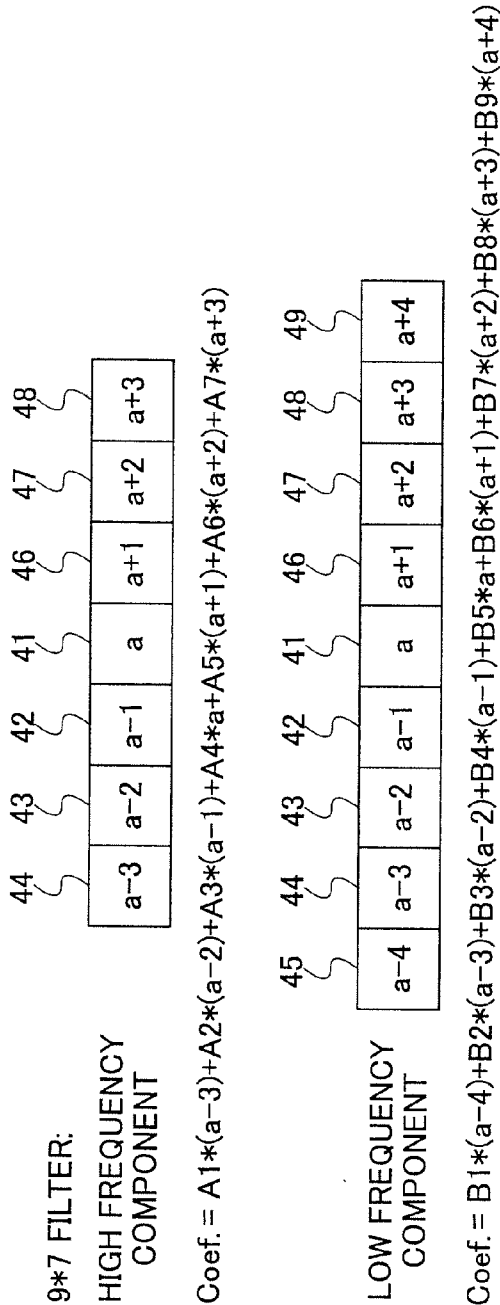 9*7 FILTER:
44 43 42 41 46 47 48
HIGH FREQUENCY
COMPONENT
a−3 a−2 a−1 a a+1 a+2 a+3
Coef. = A1*(a−3)+A2*(a−2)+A3*(a−1)+A4*a+A5*(a+1)+A6*(a+2)+A7*(a+3)
45 44 43 42 41 46 47 48 49
LOW FREQUENCY
COMPONENT
a−4 a−3 a−2 a−1 a a+1 a+2 a+3 a+4
Coef. = B1*(a−4)+B2*(a−3)+B3*(a−2)+B4*(a−1)+B5*a+B6*(a+1)+B7*(a+2)+B8*(a+3)+B9*(a+4)